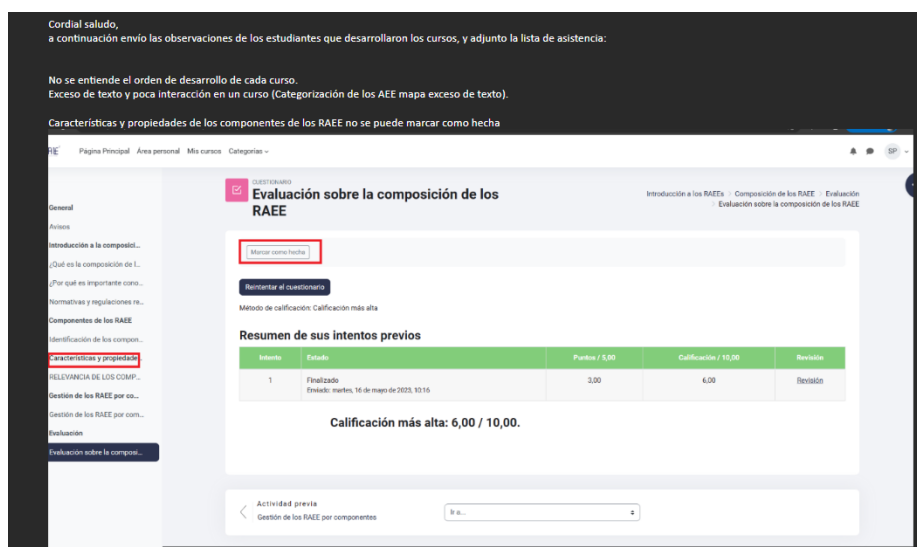 Cordial saludo,
a continuación envío las observaciones de los estudiantes que desarrollaron los cursos, y adjunto la lista de asistencia:
No se entiende el orden de desarrollo de cada curso.
Exceso de texto y poca interacción en un curso (Categorización de los AEE mapa exceso de texto).
Características y propiedades de los componentes de los RAEE no se puede marcar como hecha
Página Principal Área personal Mis cursos Categorías
SP
CUESTIONARIO
Evaluación sobre la composición de los
RAEE
Introducción a los RAEEs > Composición de los RAEE > Evaluación
> Evaluación sobre la composición de los RAEE
General
Avisos
Introducción a la composici...
¿Qué es la composición de l...
¿Por qué es importante cono...
Normativas y regulaciones re...
Componentes de los RAEE
Identificación de los compon...
Características y propiedade...
RELEVANCIA DE LOS COMP...
Gestión de los RAEE por co...
Gestión de los RAEE por com...
Evaluación
Evaluación sobre la composi...
Marcar como hecha
Reintentar el cuestionario
Método de calificación: Calificación más alta
Resumen de sus intentos previos
Intento Estado Puntos / 5,00 Calificación / 10,00 Revisión
1 Finalizado 3,00 6,00 Revisión
Enviado: martes, 16 de mayo de 2023, 10:16
Calificación más alta: 6,00 / 10,00.
Actividad previa
Gestión de los RAEE por componentes
Ir a...